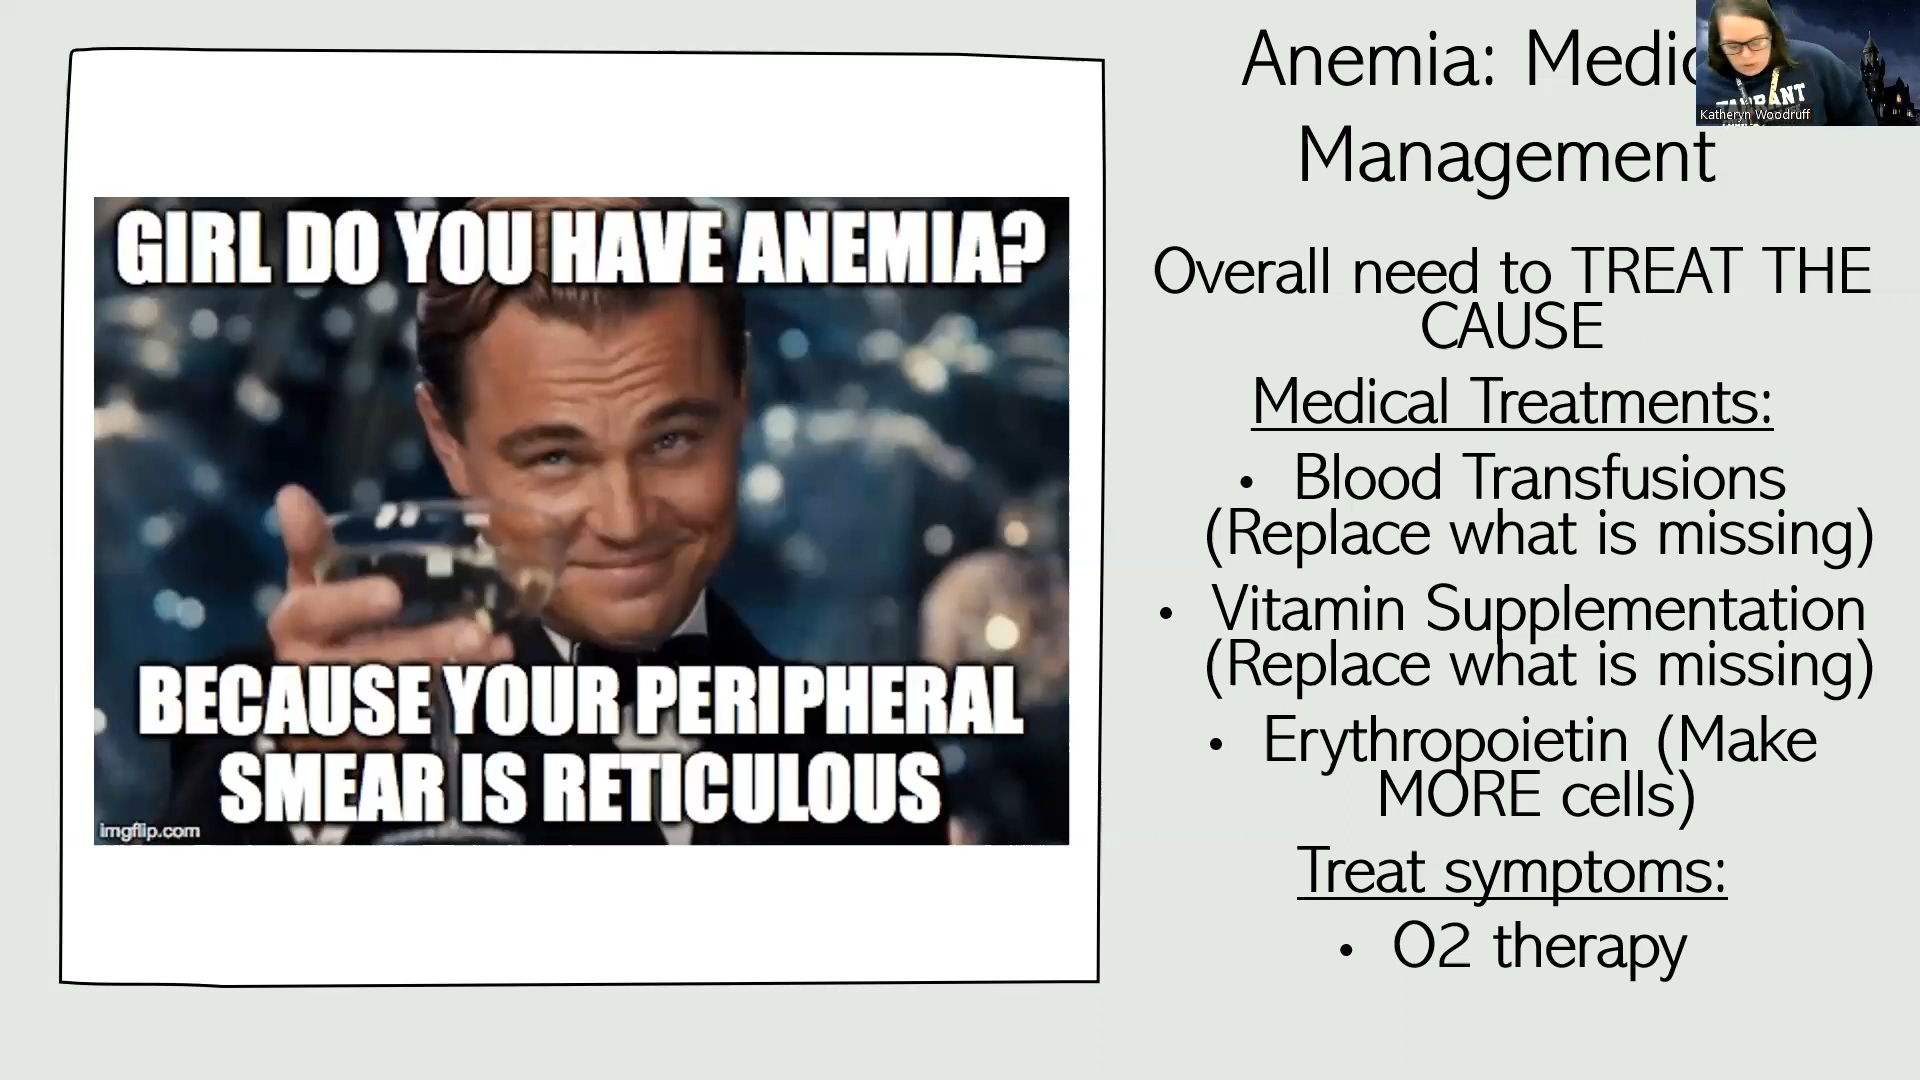 Anemia: Medic
Management
Overall need to TREAT THE
CAUSE
Medical Treatments:
• Blood Transfusions
(Replace what is missing)
• Vitamin Supplementation
(Replace what is missing)
• Erythropoietin (Make
MORE cells)
Treat symptoms:
• O2 therapy
GIRL DO YOU HAVE ANEMIA?
BECAUSE YOUR PERIPHERAL
SMEAR IS RETICULOUS
imgflip.com
TARRANT
Katheryn Woodruff